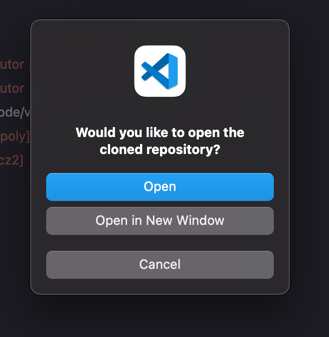 utor
utor
ode/v
poly]
cz2]
Would you like to open the
cloned repository?
Open
Open in New Window
Cancel